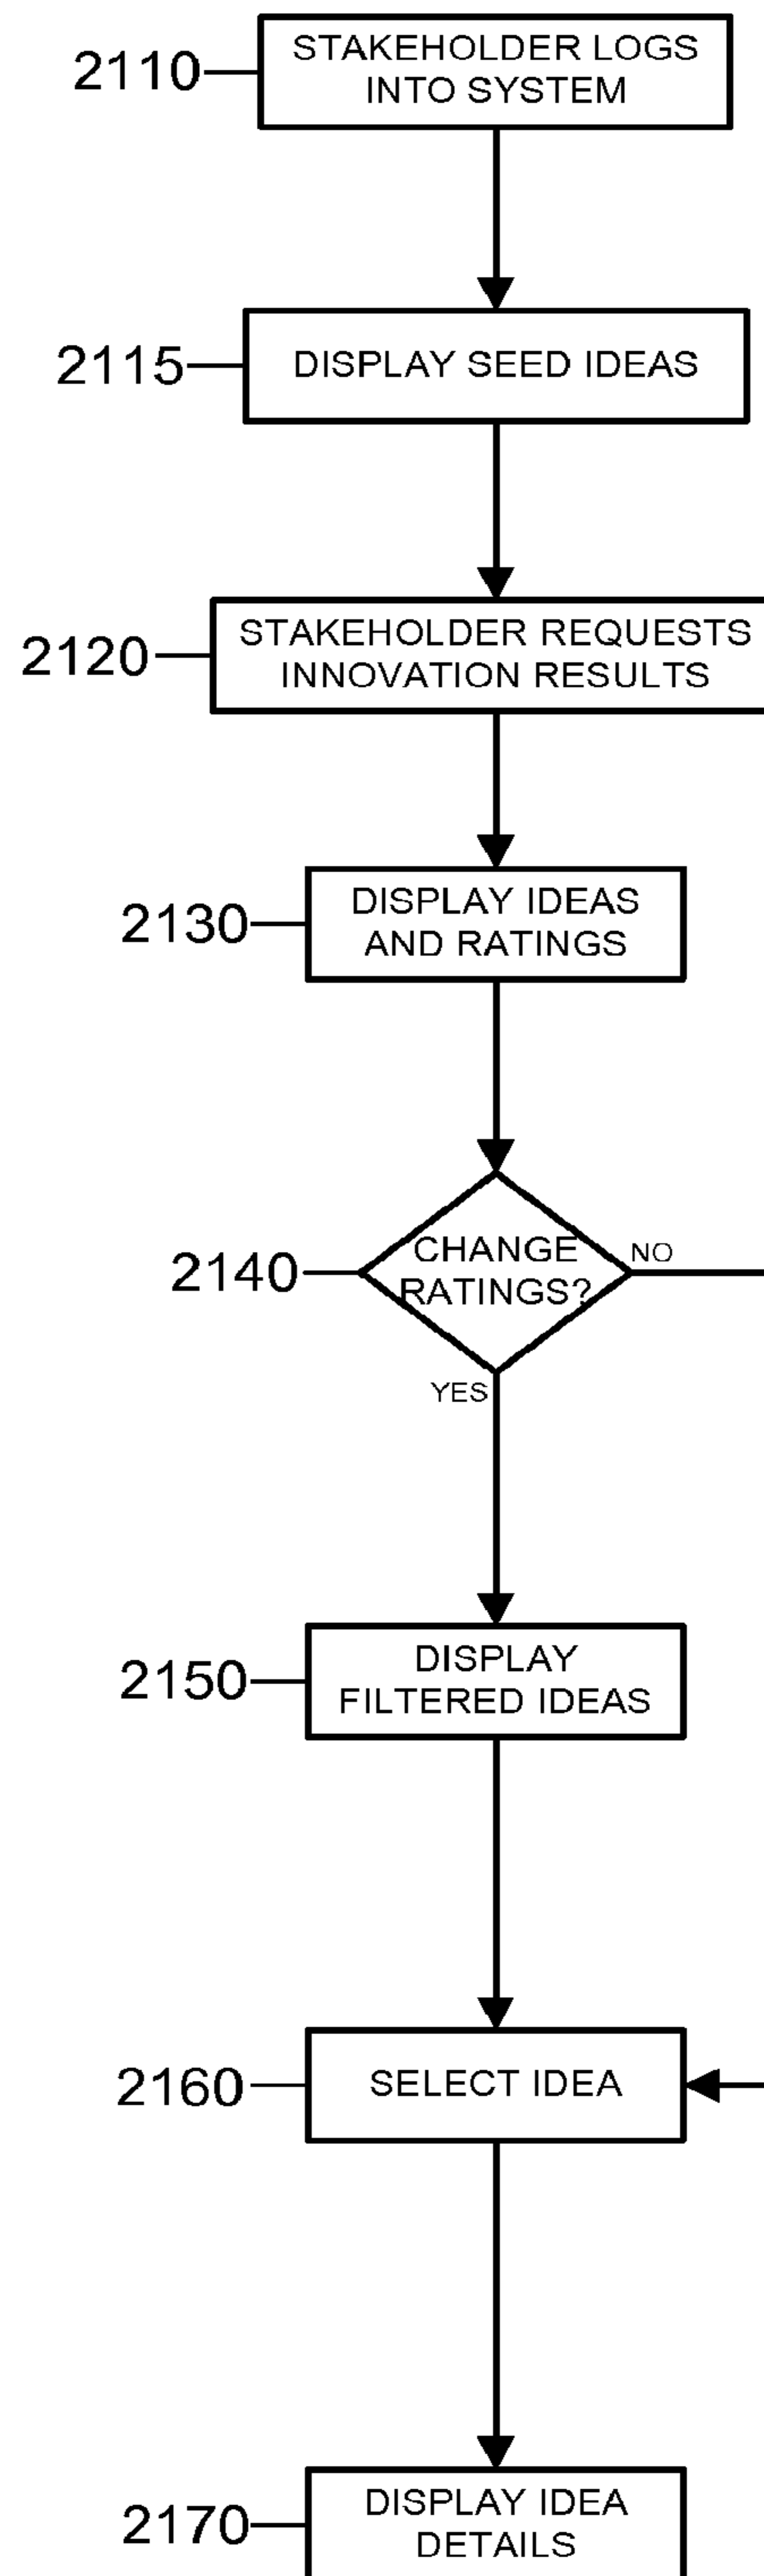 2110
STAKEHOLDER LOGS
INTO SYSTEM
2115
DISPLAY SEED IDEAS
2120
STAKEHOLDER REQUESTS
INNOVATION RESULTS
2130
DISPLAY IDEAS
AND RATINGS
2140
CHANGE
RATINGS?
NO
YES
2150
DISPLAY
FILTERED IDEAS
2160
SELECT IDEA
2170
DISPLAY IDEA
DETAILS